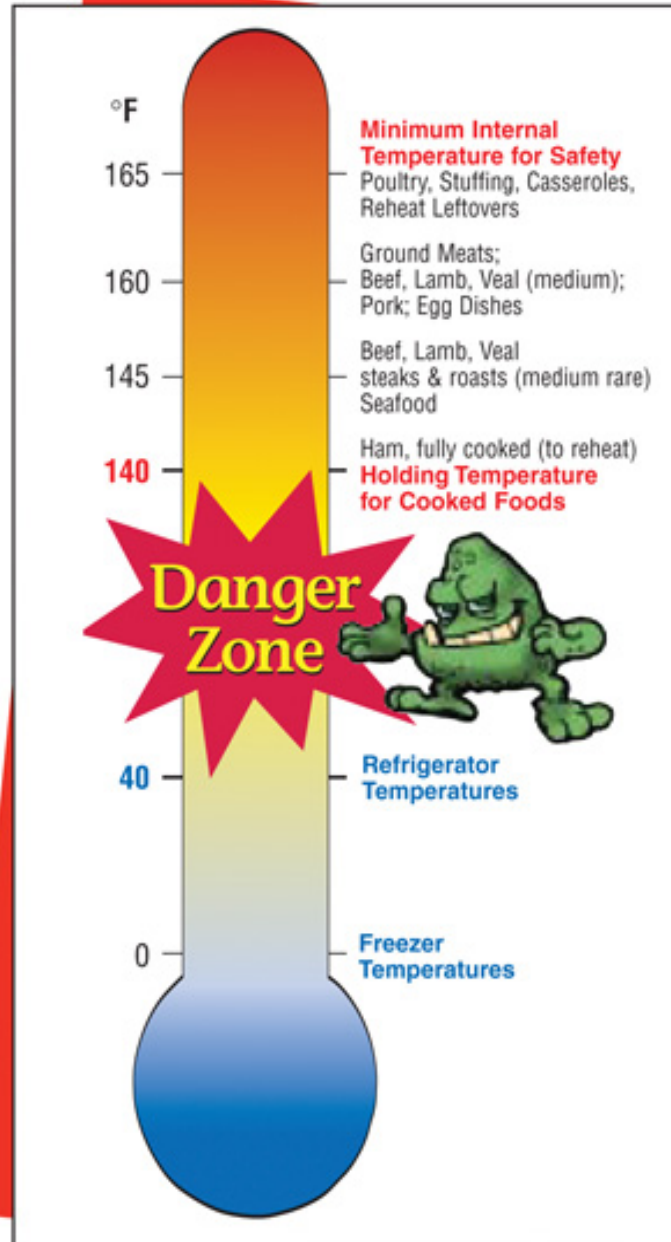 °F
165
Minimum Internal
Temperature for Safety
Poultry, Stuffing, Casseroles,
Reheat Leftovers
160
Ground Meats;
Beef, Lamb, Veal (medium);
Pork; Egg Dishes
145
Beef, Lamb, Veal
steaks & roasts (medium rare)
Seafood
140
Ham, fully cooked (to reheat)
Holding Temperature
for Cooked Foods
Danger
Zone
40
Refrigerator
Temperatures
0
Freezer
Temperatures